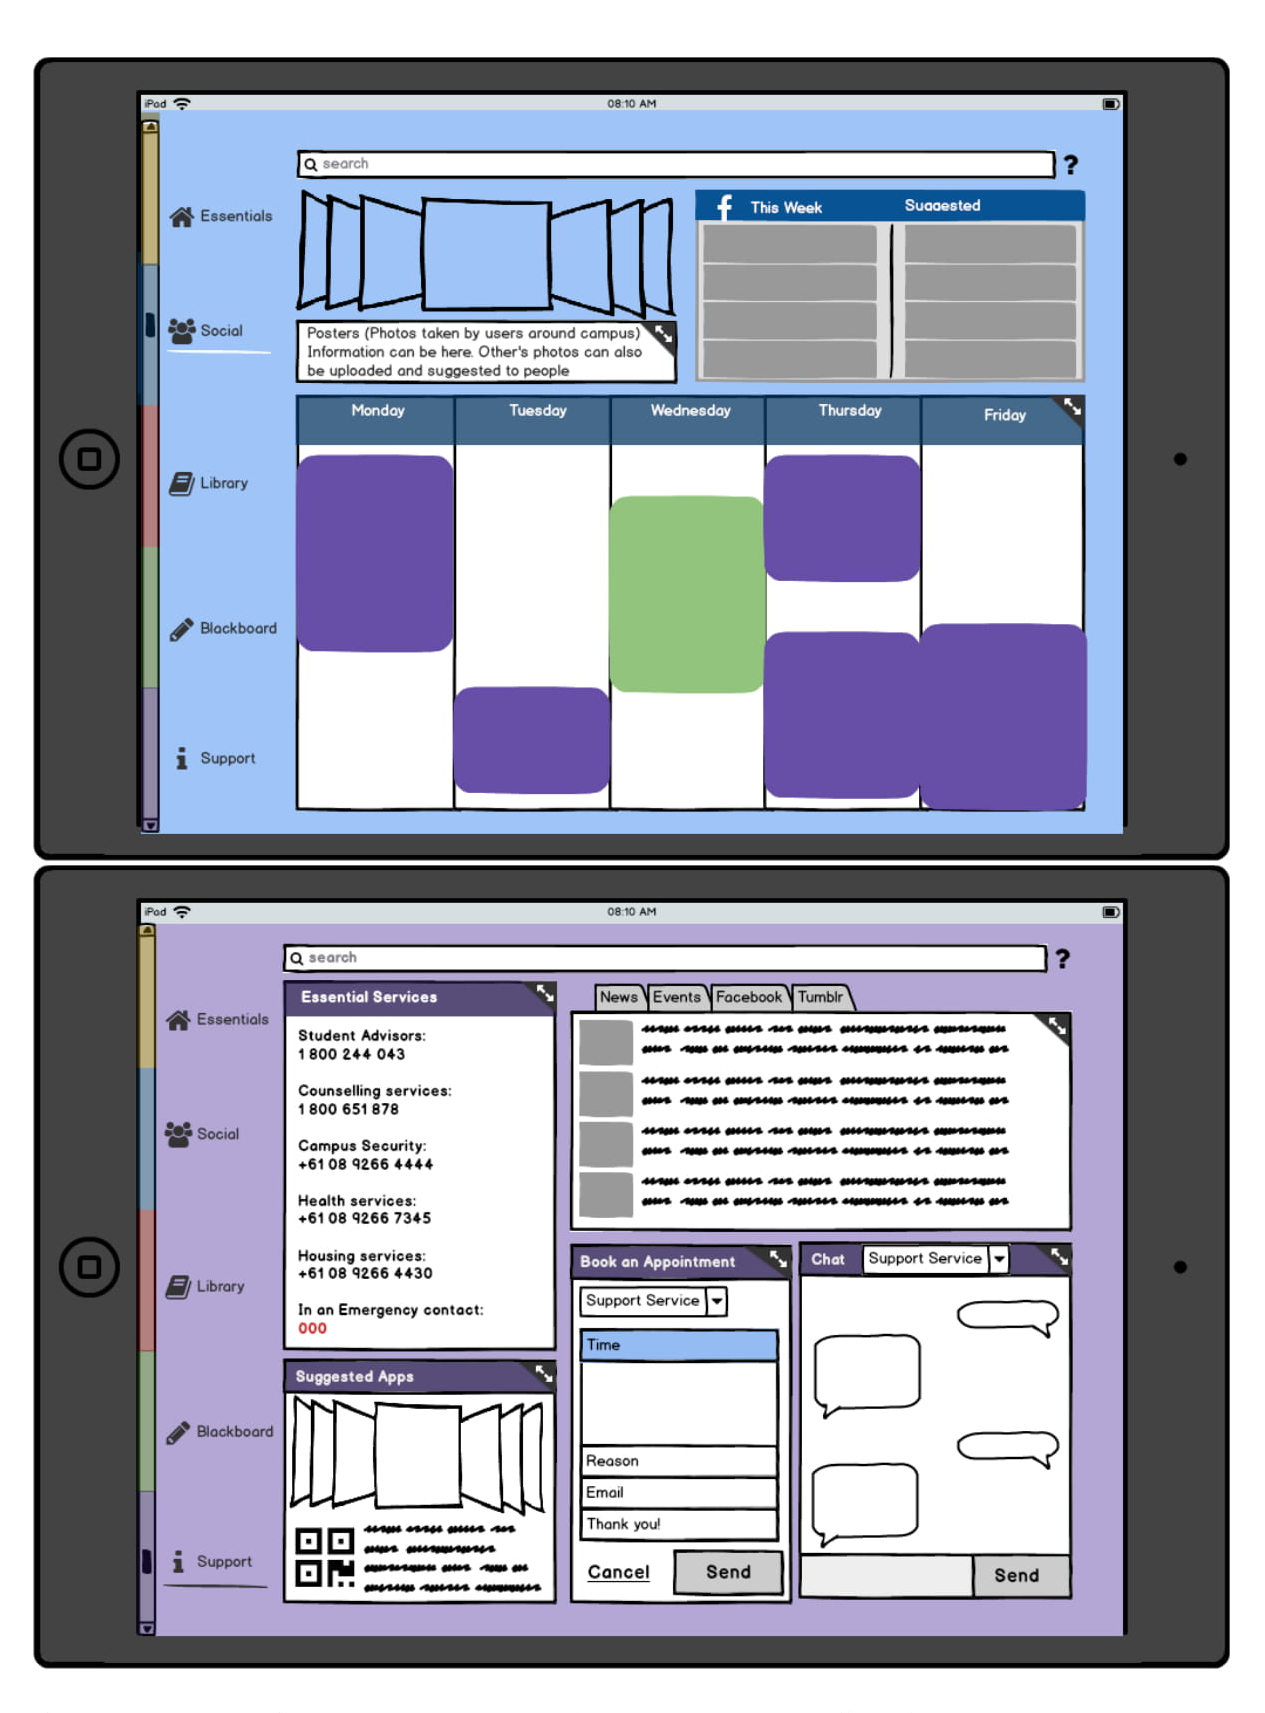 iPad
08:10 AM
search
?
Essentials
Social
Library
Blackboard
Support
f This Week
Suggested
Posters (Photos taken by users around campus)
Information can be here. Other's photos can also
be uploaded and suggested to people
Monday
Tuesday
Wednesday
Thursday
Friday
iPad
08:10 AM
search
?
Essentials
Social
Library
Blackboard
Support
Essential Services
Student Advisors:
1 800 244 043
Counselling services:
1 800 651 878
Campus Security:
+61 08 9266 4444
Health services:
+61 08 9266 7345
Housing services:
+61 08 9266 4430
In an Emergency contact:
000
Suggested Apps
News
Events
Facebook
Tumblr
Book an Appointment
Support Service
Time
Reason
Email
Thank you!
Cancel
Send
Chat
Support Service
Send